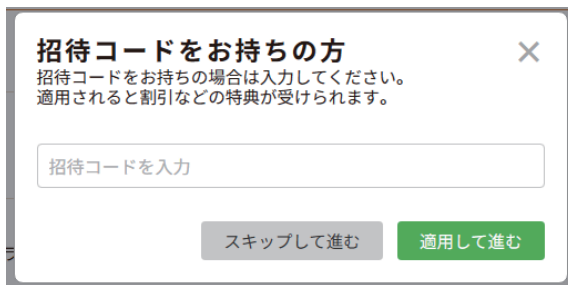 招待コードをお持ちの方
招待コードをお持ちの場合は入力してください。
適用されると割引などの特典が受けられます。
招待コードを入力
スキップして進む
適用して進む